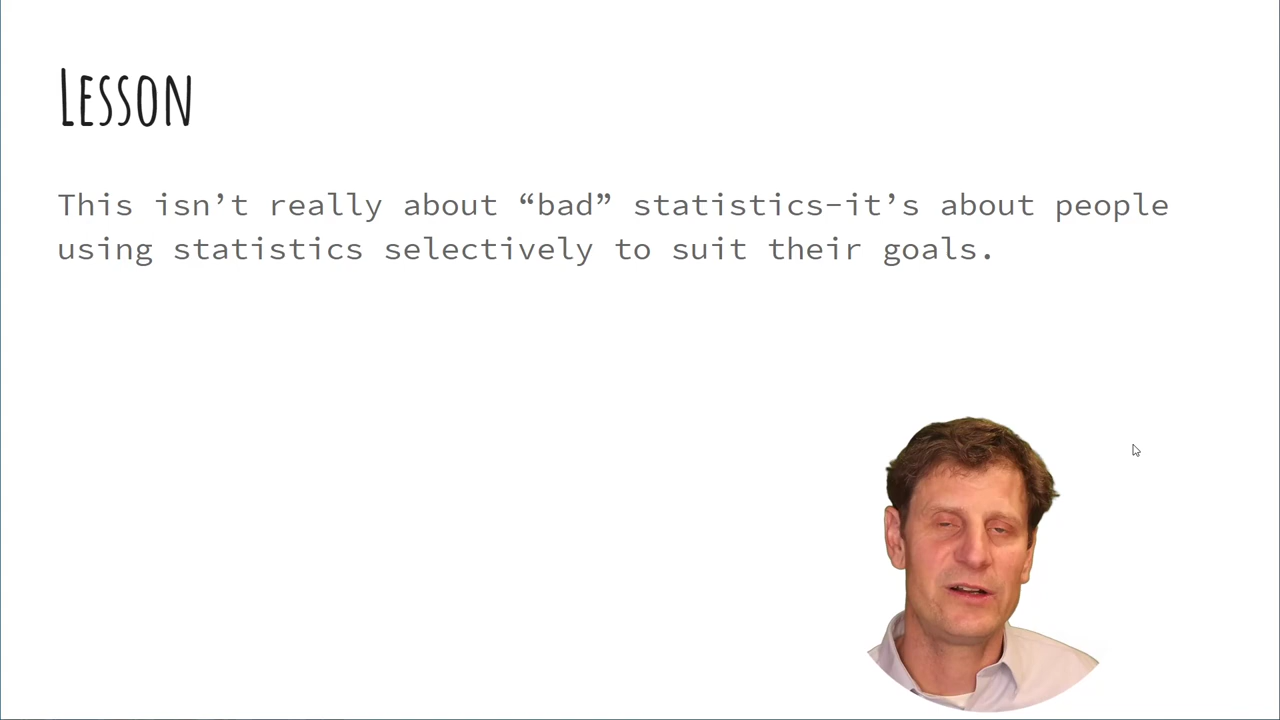 Lesson
This isn’t really about “bad” statistics–it’s about people
using statistics selectively to suit their goals.